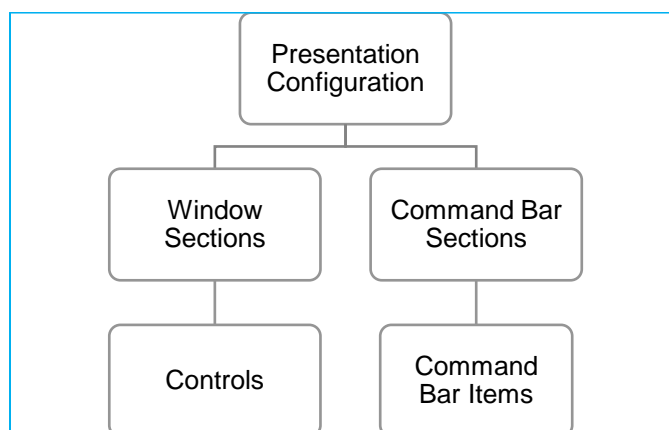 Presentation
Configuration
Window
Sections
Command Bar
Sections
Controls
Command
Bar Items